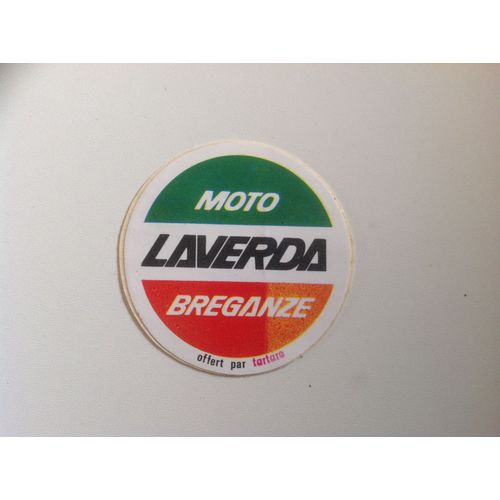 MOTO
LAVERDA
BREGANZE
offert par tartare